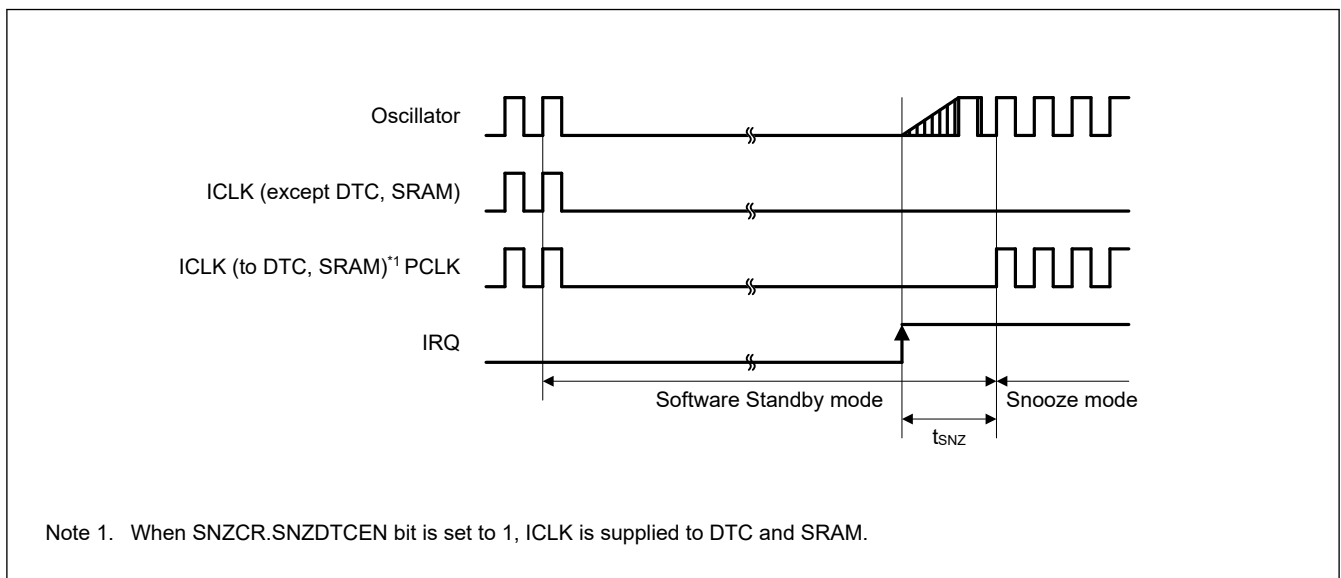 Oscillator
ICLK (except DTC, SRAM)
ICLK (to DTC, SRAM)*1 PCLK
IRQ
Software Standby mode
Snooze mode
tSNZ
Note 1. When SNZCR.SNZDTCEN bit is set to 1, ICLK is supplied to DTC and SRAM.